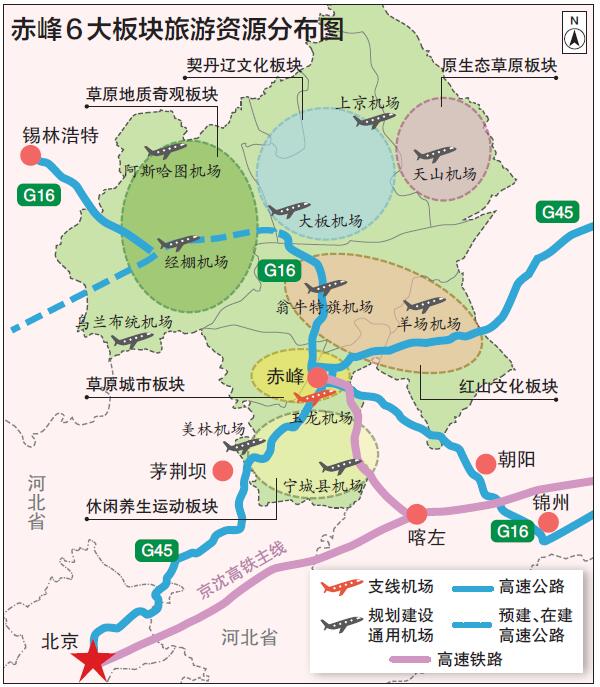 赤峰6大板块旅游资源分布图
N
契丹辽文化板块
原生态草原板块
草原地质奇观板块
上京机场
锡林浩特
阿斯哈图机场
天山机场
G16
大板机场
G45
经棚机场
G16
翁牛特旗机场
乌兰布统机场
羊场机场
赤峰
草原城市板块
红山文化板块
玉龙机场
美林机场
茅荆坝
朝阳
宁城县机场
河北省
休闲养生运动板块
锦州
喀左
G16
G45
京沈高铁主线
北京
河北省
支线机场
高速公路
规划建设
通用机场
预建、在建
高速公路
高速铁路